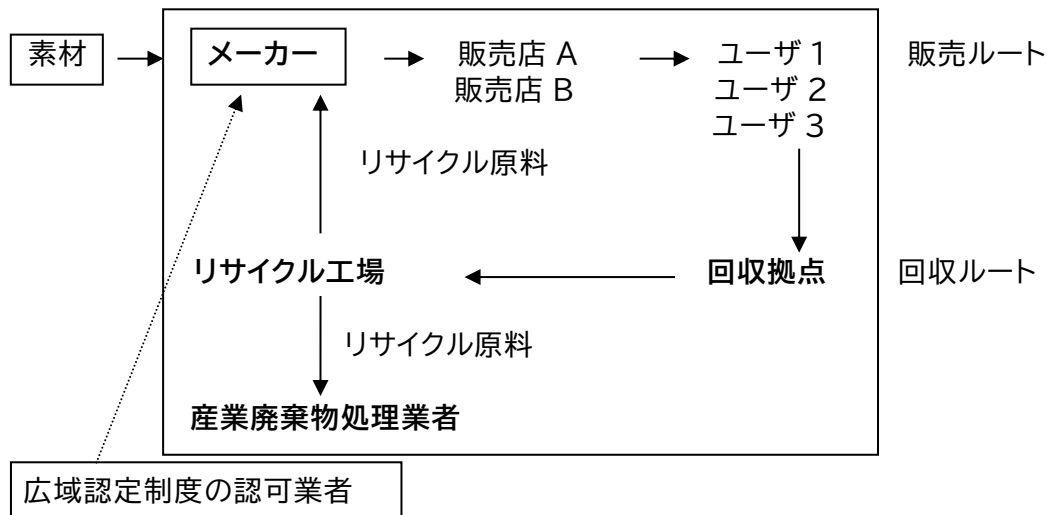 素材
メーカー
販売店 A
販売店 B
ユーザ 1
ユーザ 2
ユーザ 3
販売ルート
リサイクル原料
リサイクル工場
回収拠点
回収ルート
リサイクル原料
産業廃棄物処理業者
広域認定制度の認可業者